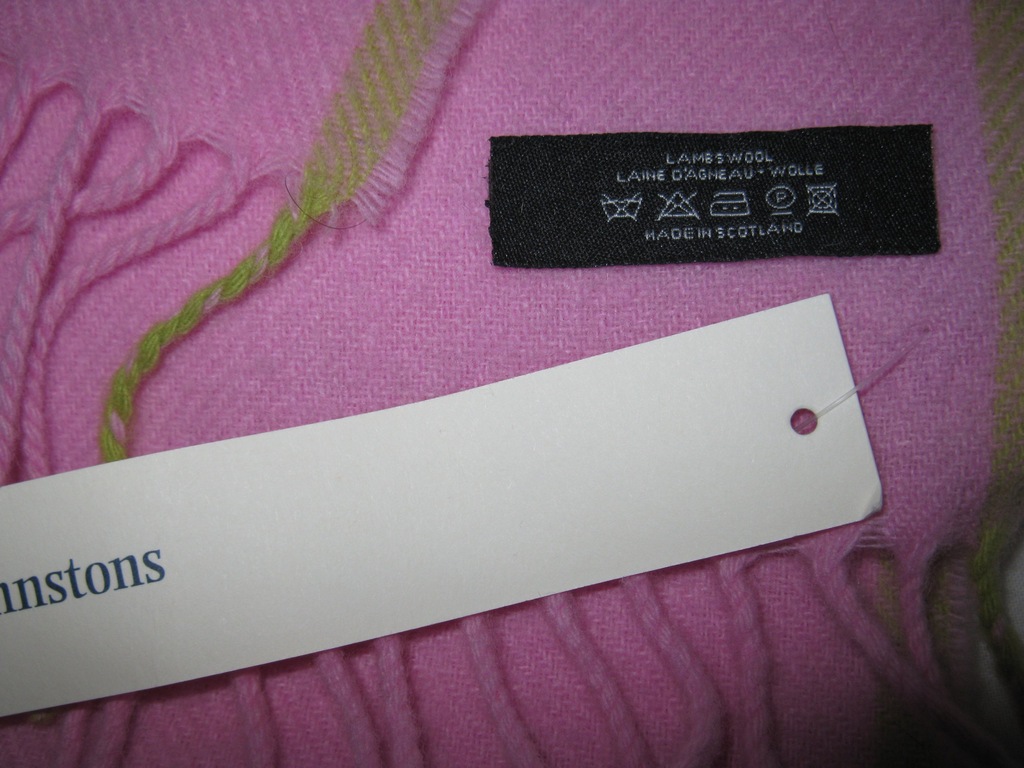 LAMBSWOOL
LAINE D'AGNEAU - WOLLE
P
MADE IN SCOTLAND
nnstons